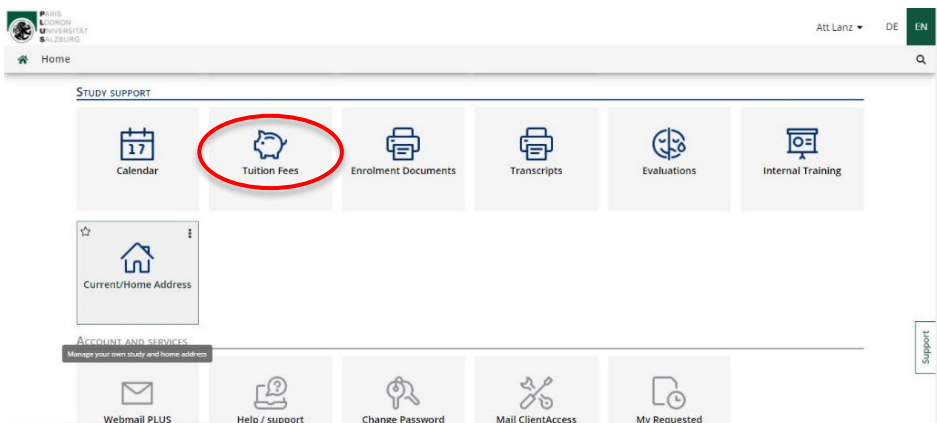 PARIS
LODRON
UNIVERSITÄT
SALZBURG
Att Lanz
DE
EN
Home
STUDY SUPPORT
17
Calendar
Tuition Fees
Enrolment Documents
Transcripts
Evaluations
Internal Training
Current/Home Address
ACCOUNT AND SERVICES
Manage your own study and home address
Support
Webmail PLUS
Help / support
Change Password
Mail ClientAccess
My Requested